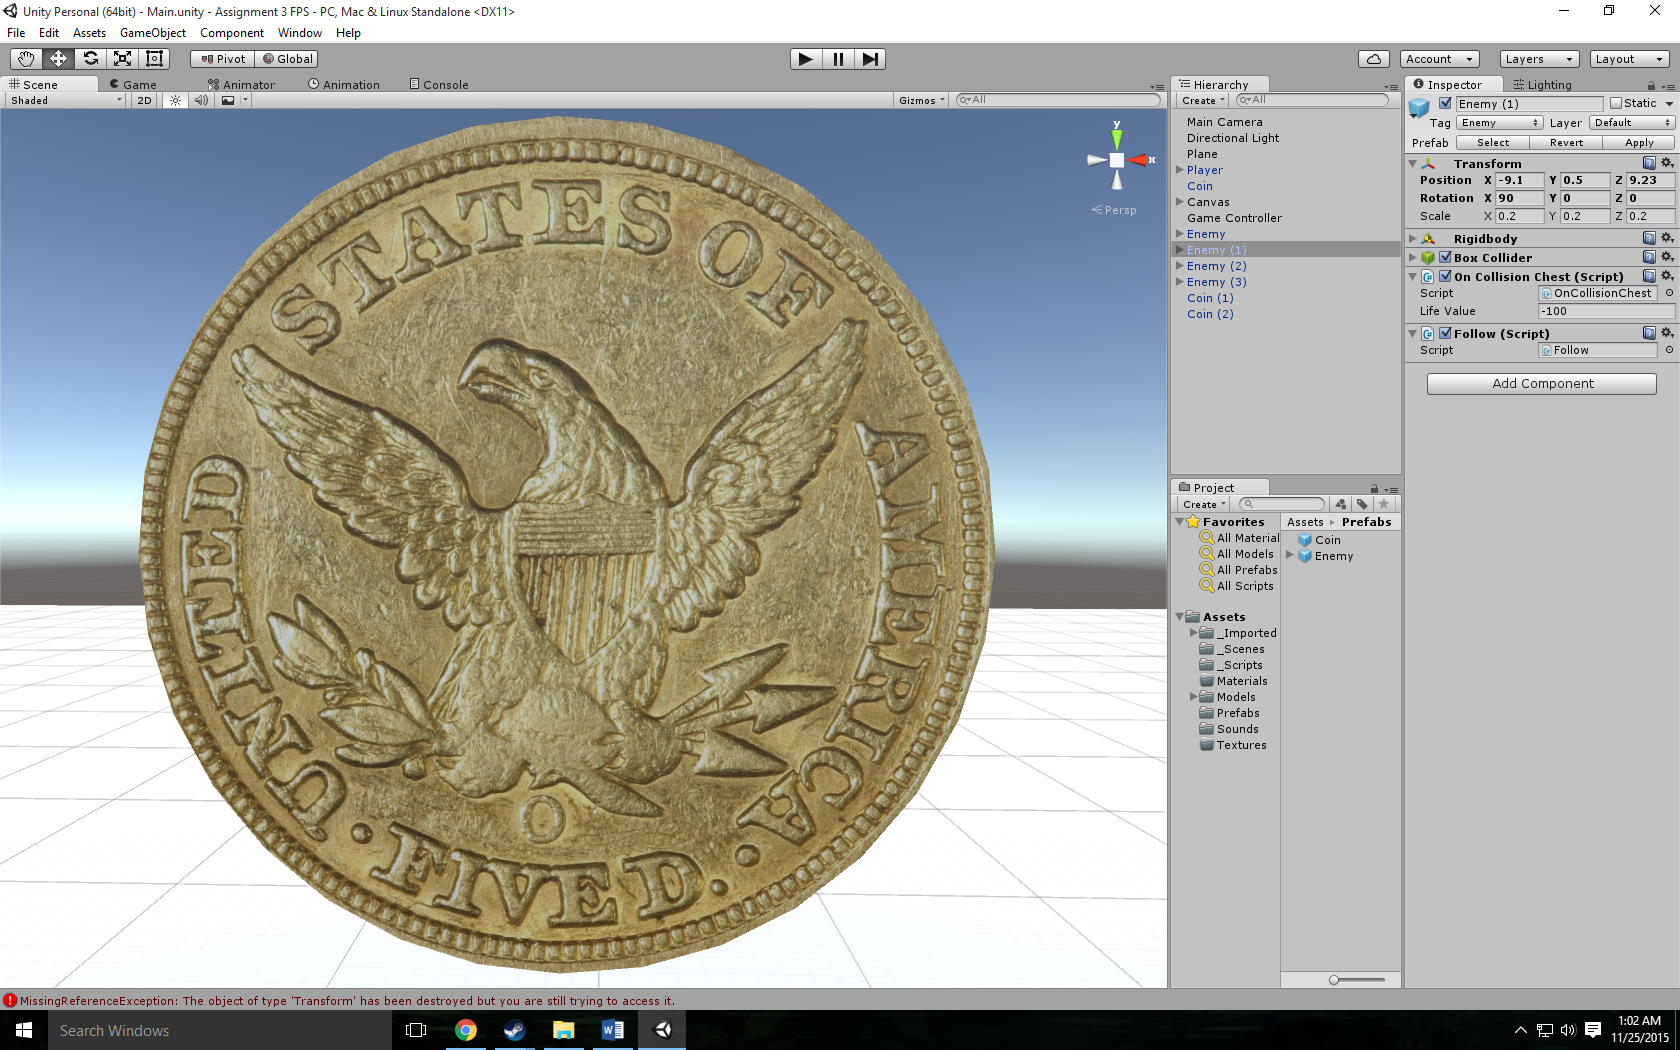 Unity Personal (64bit) - Main.unity - Assignment 3 FPS - PC, Mac & Linux Standalone <DX11>
File Edit Assets GameObject Component Window Help
Pivot Global
Account Layers Layout
Scene Game Animator Animation Console
Shaded 2D Gizmos All
y
x
Persp
UNITED STATES OF AMERICA
O
FIVE D.
Hierarchy
Create All
Main Camera
Directional Light
Plane
Player
Coin
Canvas
Game Controller
Enemy
Enemy (1)
Enemy (2)
Enemy (3)
Coin (1)
Coin (2)
Project
Create
Favorites
All Material
All Models
All Prefabs
All Scripts
Assets
_Imported
_Scenes
_Scripts
Materials
Models
Prefabs
Sounds
Textures
Assets Prefabs
Coin
Enemy
Inspector Lighting
Enemy (1) Static
Tag Enemy Layer Default
Prefab Select Revert Apply
Transform
Position X -9.1 Y 0.5 Z 9.23
Rotation X 90 Y 0 Z 0
Scale X 0.2 Y 0.2 Z 0.2
Rigidbody
Box Collider
On Collision Chest (Script)
Script OnCollisionChest
Life Value -100
Follow (Script)
Script Follow
Add Component
MissingReferenceException: The object of type 'Transform' has been destroyed but you are still trying to access it.
Search Windows
1:02 AM
11/25/2015